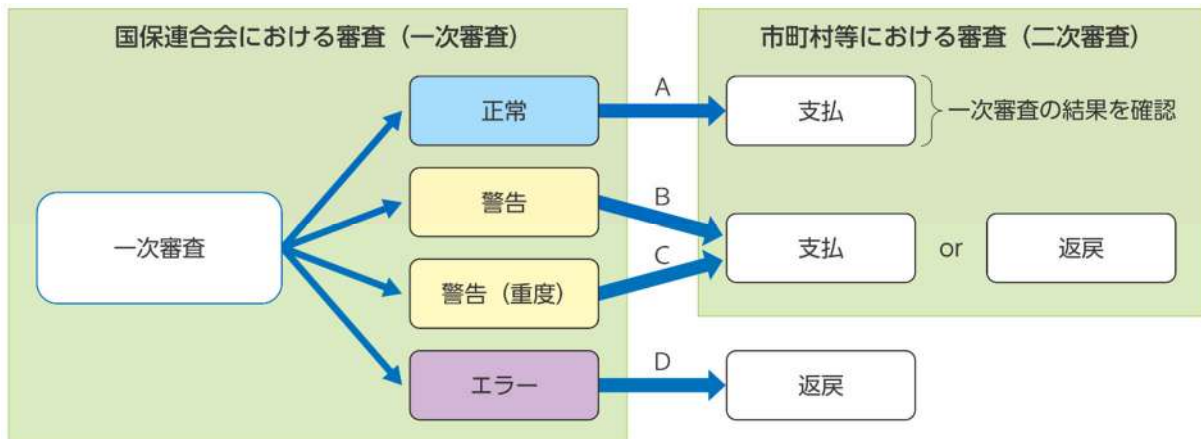 国保連合会における審査（一次審査）
市町村等における審査（二次審査）
正常
A
支払
一次審査の結果を確認
一次審査
警告
B
警告（重度）
C
支払
or
返戻
エラー
D
返戻